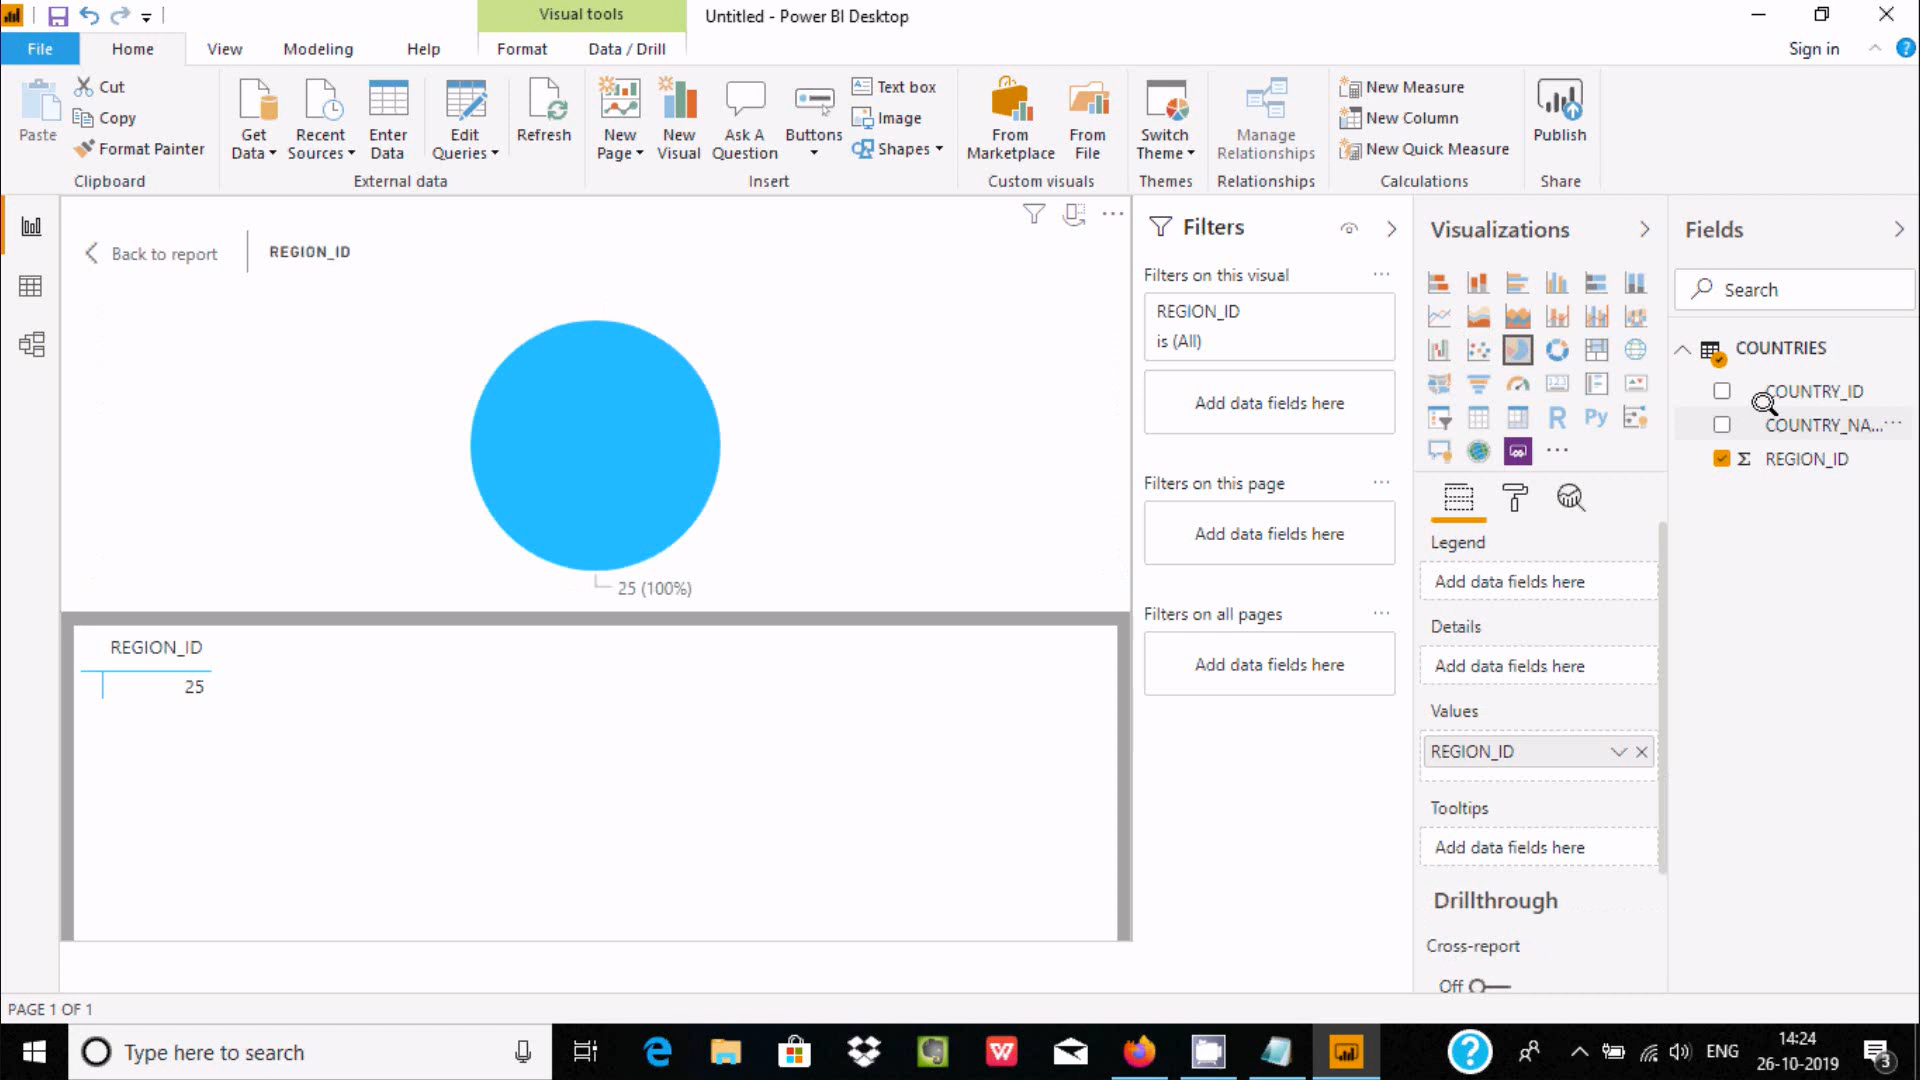 Visual tools
Untitled - Power BI Desktop
File
Home
View
Modeling
Help
Format
Data / Drill
Sign in
?
Paste
Cut
Copy
Format Painter
Clipboard
Get Data
Recent Sources
Enter Data
Edit Queries
Refresh
External data
New Page
New Visual
Ask A Question
Buttons
Text box
Image
Shapes
Insert
From Marketplace
From File
Custom visuals
Switch Theme
Themes
Manage Relationships
Relationships
New Measure
New Column
New Quick Measure
Calculations
Publish
Share
Back to report
REGION_ID
25 (100%)
REGION_ID
25
Filters
Filters on this visual
REGION_ID
is (All)
Add data fields here
Filters on this page
Add data fields here
Filters on all pages
Add data fields here
Visualizations
123
R
Py
Legend
Add data fields here
Details
Add data fields here
Values
REGION_ID
Tooltips
Add data fields here
Drillthrough
Cross-report
Off
Fields
Search
COUNTRIES
COUNTRY_ID
COUNTRY_NA...
Σ REGION_ID
PAGE 1 OF 1
Type here to search
W
?
ENG
14:24
26-10-2019
3